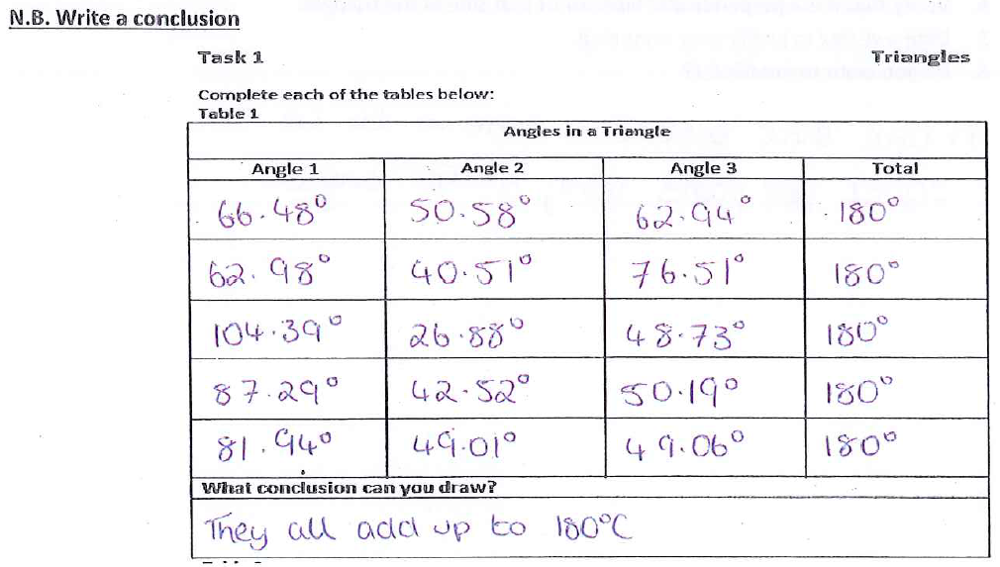 N.B. Write a conclusion
Task 1 Triangles
Complete each of the tables below:
Table 1
Angles in a Triangle
Angle 1 Angle 2 Angle 3 Total
66.48° 50.58° 62.94° 180°
62.98° 40.51° 76.51° 180°
104.39° 26.88° 48.73° 180°
87.29° 42.52° 50.19° 180°
81.94° 49.01° 49.06° 180°
What conclusion can you draw?
They all add up to 180°C